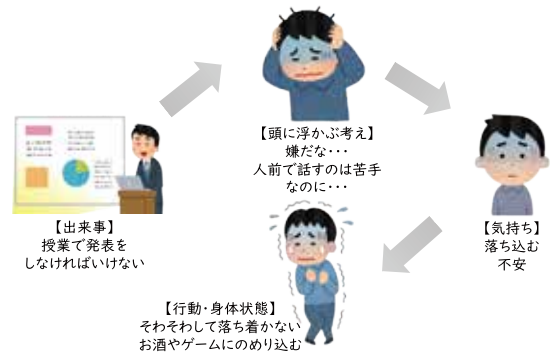 【出来事】
授業で発表を
しなければいけない
【頭に浮かぶ考え】
嫌だな・・・
人前で話すのは苦手
なのに・・・
【気持ち】
落ち込む
不安
【行動・身体状態】
そわそわして落ち着かない
お酒やゲームにのめり込む